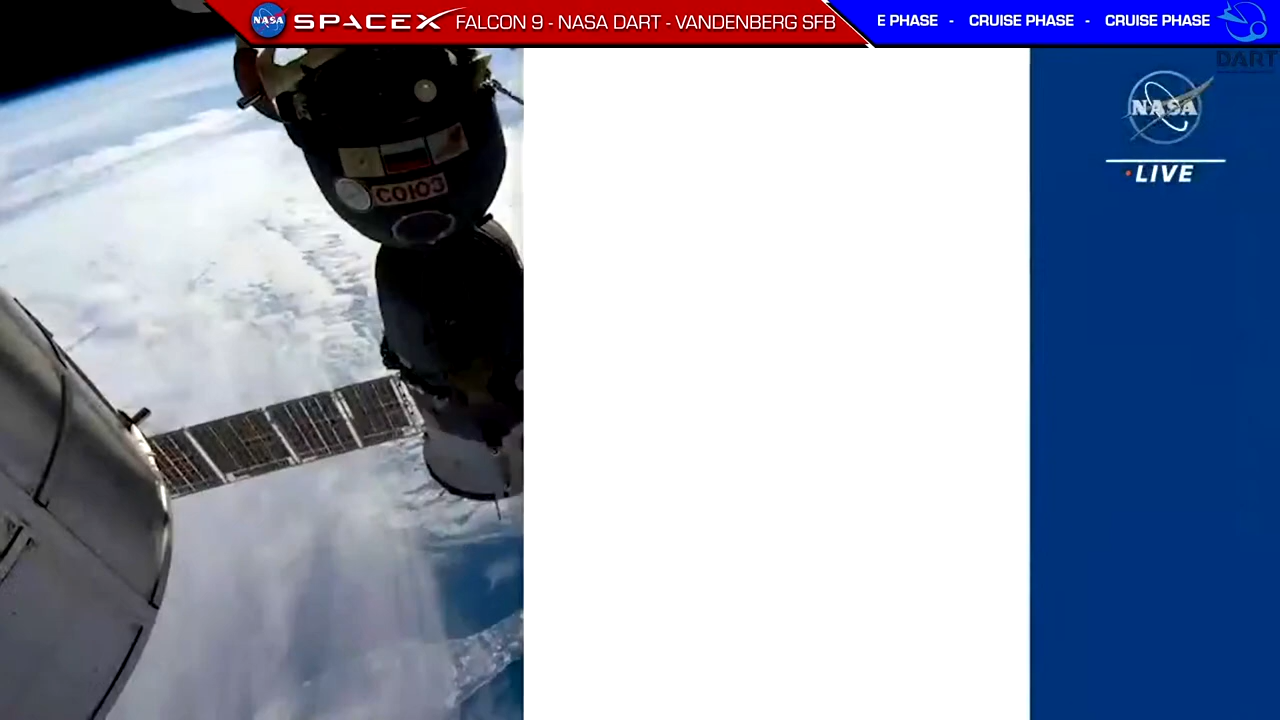 NASA SPACEX FALCON 9 - NASA DART - VANDENBERG SFB
E PHASE - CRUISE PHASE - CRUISE PHASE
DART
NASA
LIVE
СОЮЗ